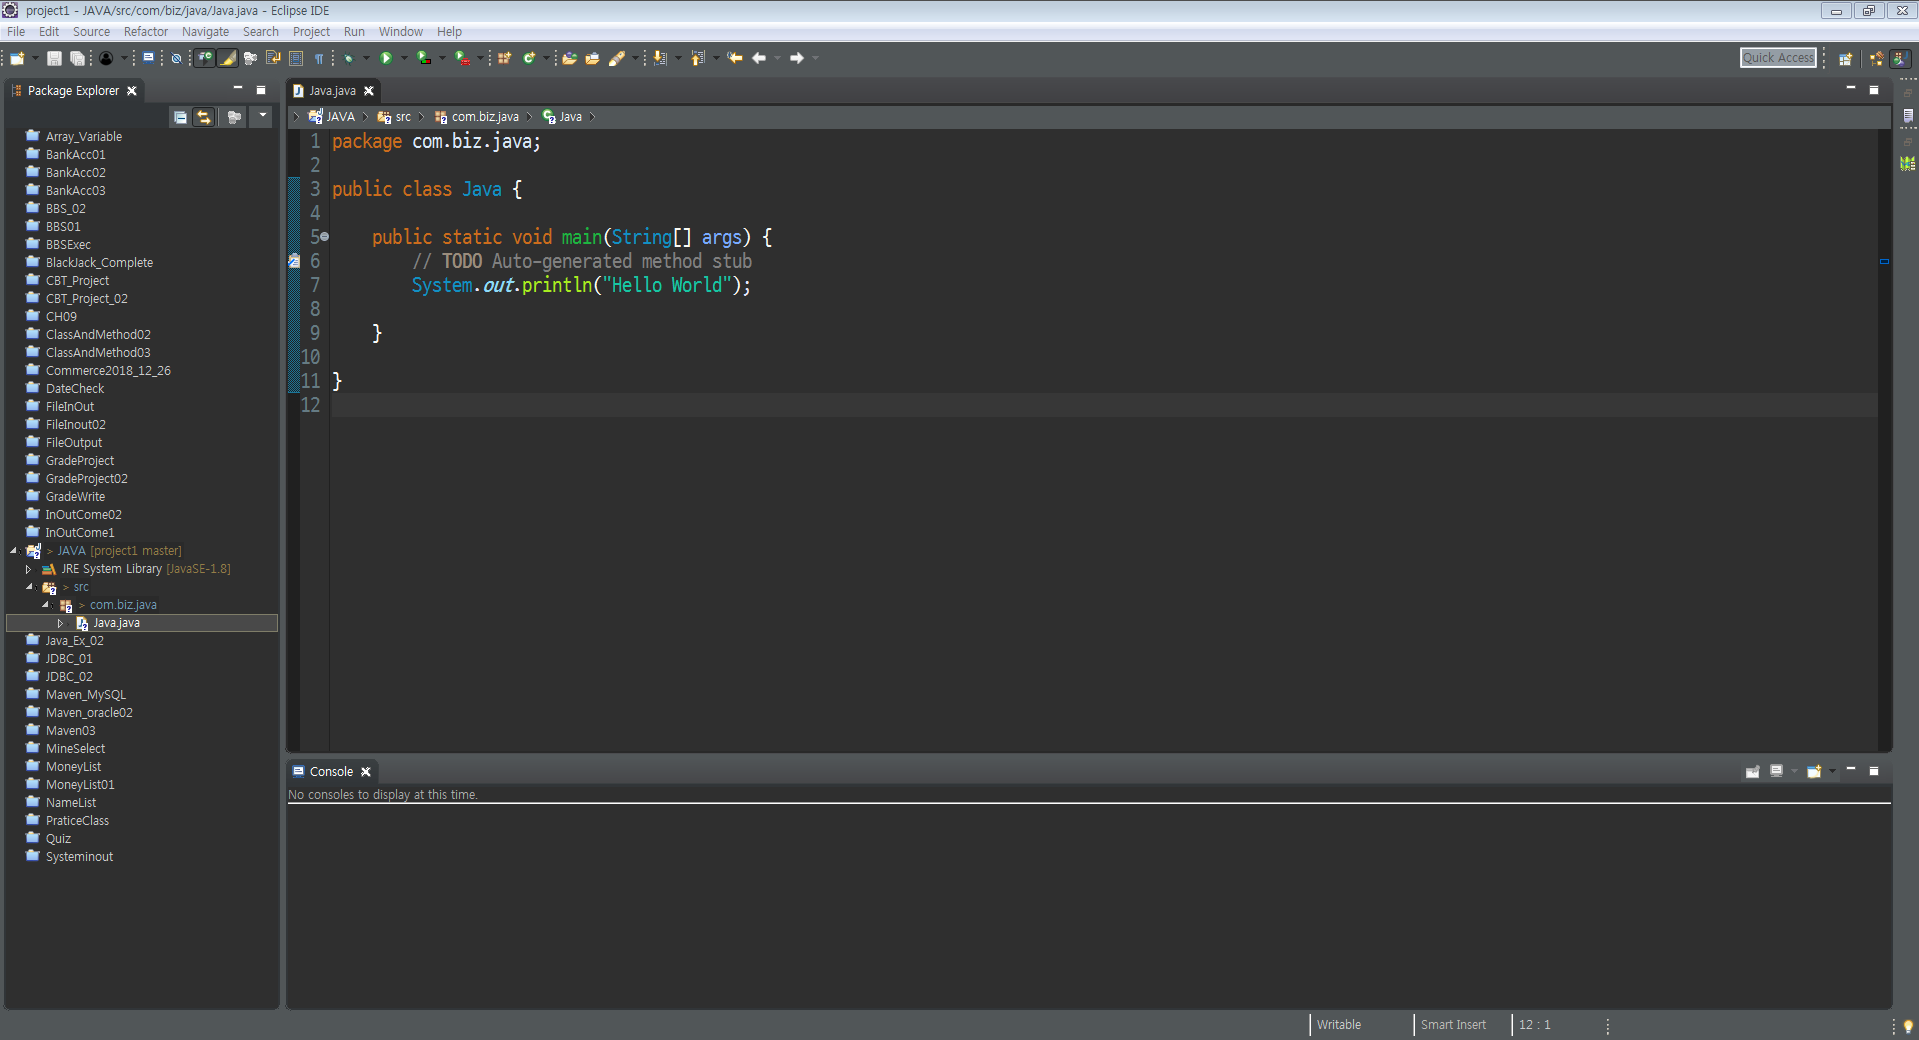 project1 - JAVA/src/com/biz/java/Java.java - Eclipse IDE
File Edit Source Refactor Navigate Search Project Run Window Help
Quick Access
Package Explorer
Array_Variable
BankAcc01
BankAcc02
BankAcc03
BBS_02
BBS01
BBSExec
BlackJack_Complete
CBT_Project
CBT_Project_02
CH09
ClassAndMethod02
ClassAndMethod03
Commerce2018_12_26
DateCheck
FileInOut
FileInout02
FileOutput
GradeProject
GradeProject02
GradeWrite
InOutCome02
InOutCome1
> JAVA [project1 master]
JRE System Library [JavaSE-1.8]
> src
> com.biz.java
Java.java
Java_Ex_02
JDBC_01
JDBC_02
Maven_MySQL
Maven_oracle02
Maven03
MineSelect
MoneyList
MoneyList01
NameList
PraticeClass
Quiz
Systeminout
Java.java
JAVA src com.biz.java Java
1 package com.biz.java;
2
3 public class Java {
4
5 public static void main(String[] args) {
6 // TODO Auto-generated method stub
7 System.out.println("Hello World");
8
9 }
10
11 }
12
Console
No consoles to display at this time.
Writable Smart Insert 12 : 1